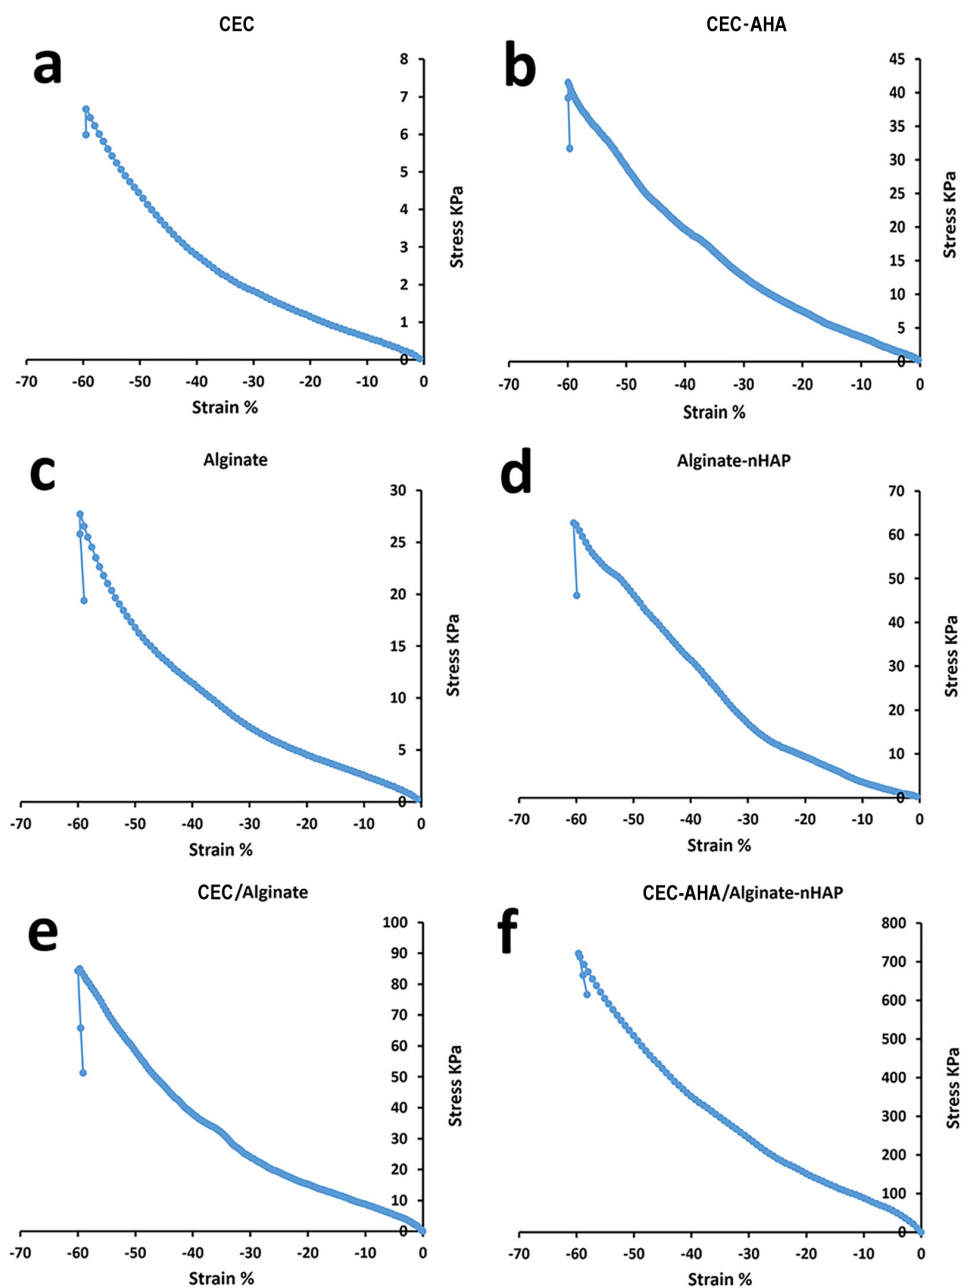 CEC
a
8
7
6
5
4
3
2
1
0
Stress KPa
-70 -60 -50 -40 -30 -20 -10 0
Strain %
CEC-AHA
b
45
40
35
30
25
20
15
10
5
0
Stress KPa
-70 -60 -50 -40 -30 -20 -10 0
Strain %
Alginate
c
30
25
20
15
10
5
0
Stress KPa
-70 -60 -50 -40 -30 -20 -10 0
Strain %
Alginate-nHAP
d
70
60
50
40
30
20
10
0
Stress KPa
-70 -60 -50 -40 -30 -20 -10 0
Strain %
CEC/Alginate
e
100
90
80
70
60
50
40
30
20
10
0
Stress KPa
-70 -60 -50 -40 -30 -20 -10 0
Strain %
CEC-AHA/Alginate-nHAP
f
800
700
600
500
400
300
200
100
0
Stress KPa
-70 -60 -50 -40 -30 -20 -10 0
Strain %